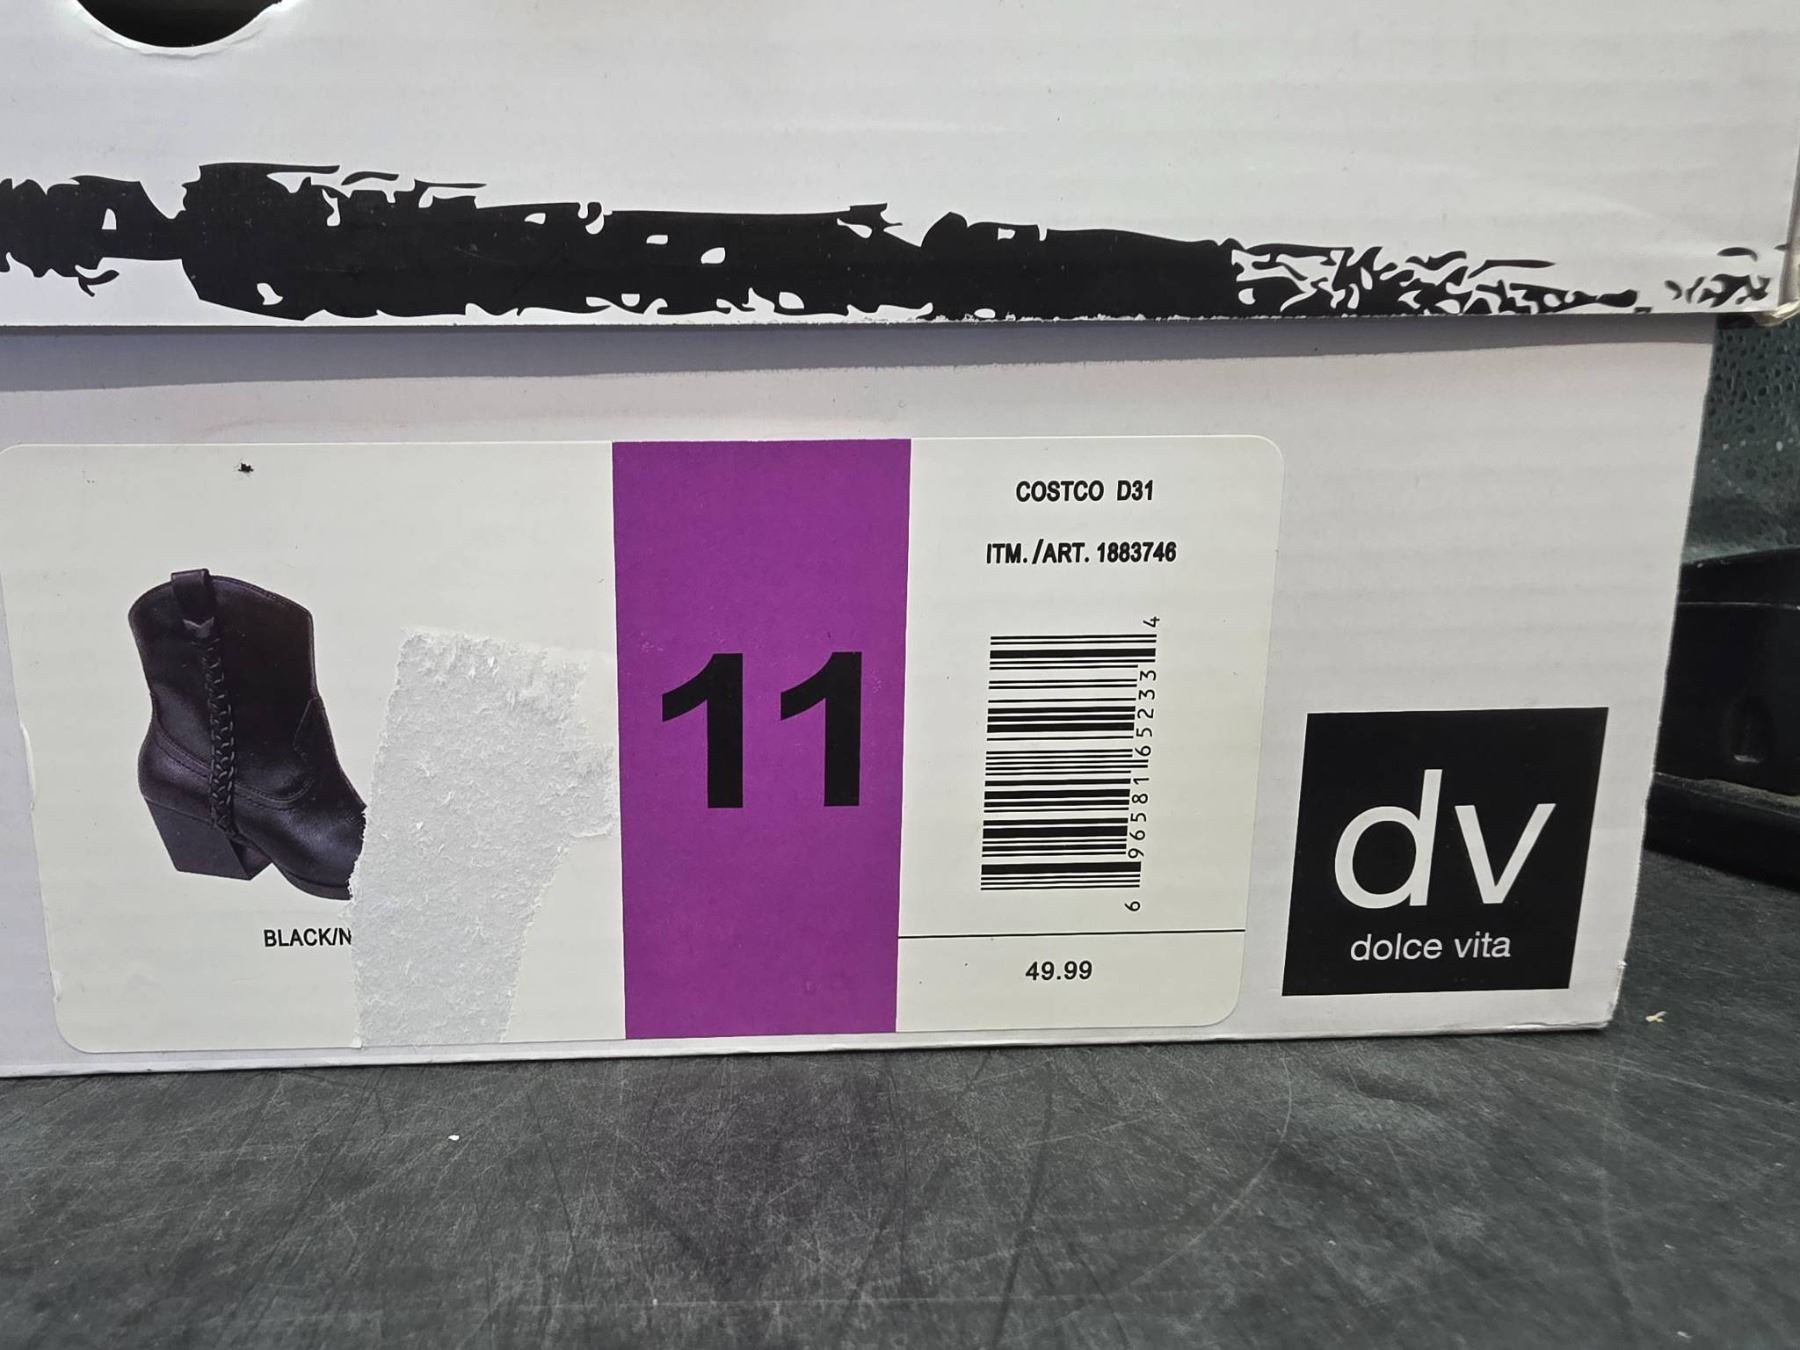 COSTCO D31
ITM./ART. 1883746
11
6 96581 65233 4
BLACK/N
49.99
dv
dolce vita